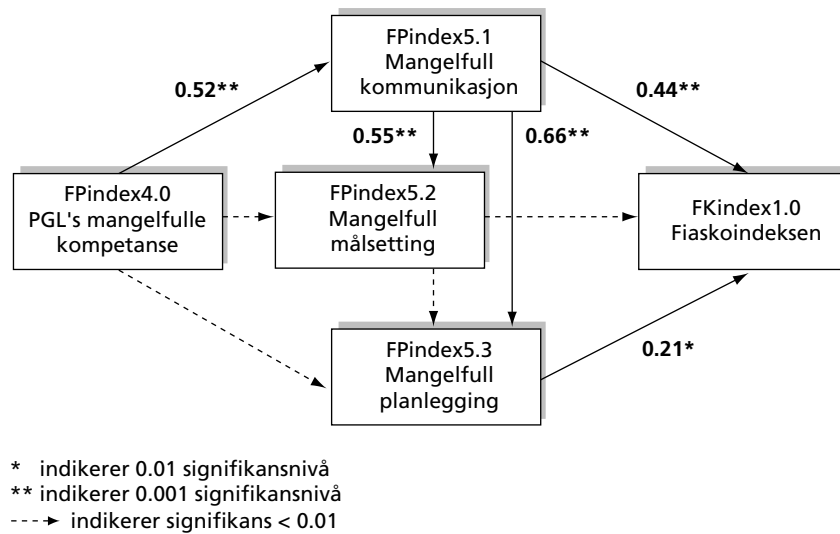 FPindex5.1
Mangelfull
kommunikasjon
0.52**
0.44**
0.55**
0.66**
FPindex4.0
PGL's mangelfulle
kompetanse
FPindex5.2
Mangelfull
målsetting
FKindex1.0
Fiaskoindeksen
FPindex5.3
Mangelfull
planlegging
0.21*
* indikerer 0.01 signifikansnivå
** indikerer 0.001 signifikansnivå
indikerer signifikans < 0.01